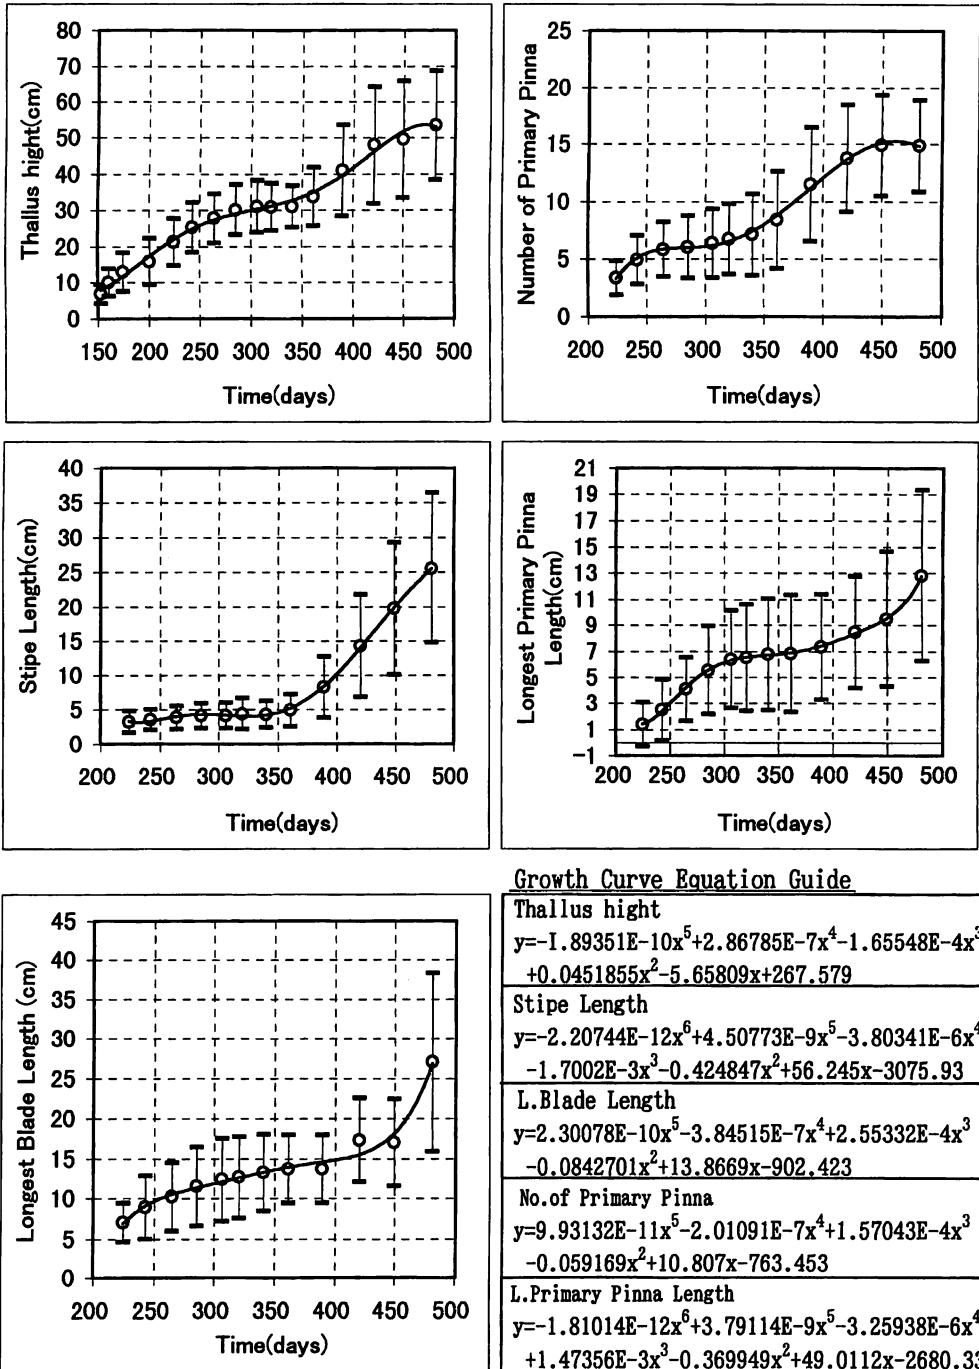 Thallus hight(cm)
80
70
60
50
40
30
20
10
0
150 200 250 300 350 400 450 500
Time(days)
Number of Primary Pinna
25
20
15
10
5
0
200 250 300 350 400 450 500
Time(days)
Stipe Length(cm)
40
35
30
25
20
15
10
5
0
200 250 300 350 400 450 500
Time(days)
Longest Primary Pinna
Length(cm)
21
19
17
15
13
11
9
7
5
3
1
-1
200 250 300 350 400 450 500
Time(days)
Longest Blade Length (cm)
45
40
35
30
25
20
15
10
5
0
200 250 300 350 400 450 500
Time(days)
Growth Curve Equation Guide
Thallus hight
y=-1.89351E-10x⁵+2.86785E-7x⁴-1.65548E-4x³
+0.0451855x²-5.65809x+267.579
Stipe Length
y=-2.20744E-12x⁶+4.50773E-9x⁵-3.80341E-6x⁴
-1.7002E-3x³-0.424847x²+56.245x-3075.93
L.Blade Length
y=2.30078E-10x⁵-3.84515E-7x⁴+2.55332E-4x³
-0.0842701x²+13.8669x-902.423
No.of Primary Pinna
y=9.93132E-11x⁵-2.01091E-7x⁴+1.57043E-4x³
-0.059169x²+10.807x-763.453
L.Primary Pinna Length
y=-1.81014E-12x⁶+3.79114E-9x⁵-3.25938E-6x⁴
+1.47356E-3x³-0.369949x²+49.0112x-2680.33